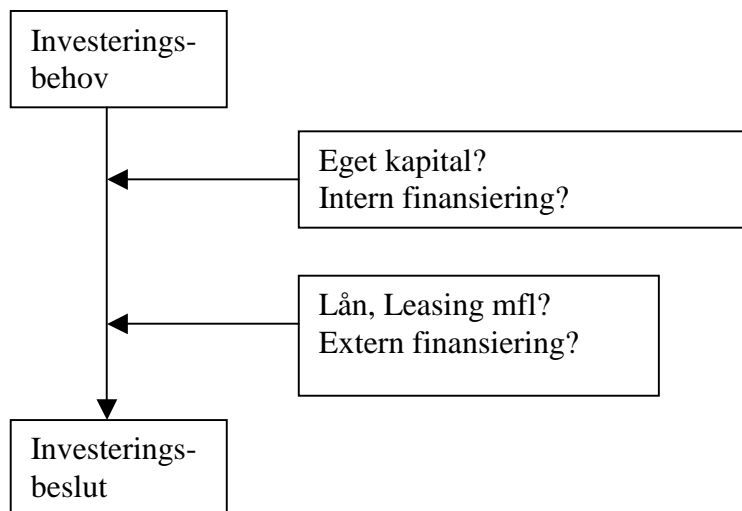 Investerings-
behov
Eget kapital?
Intern finansiering?
Lån, Leasing mfl?
Extern finansiering?
Investerings-
beslut